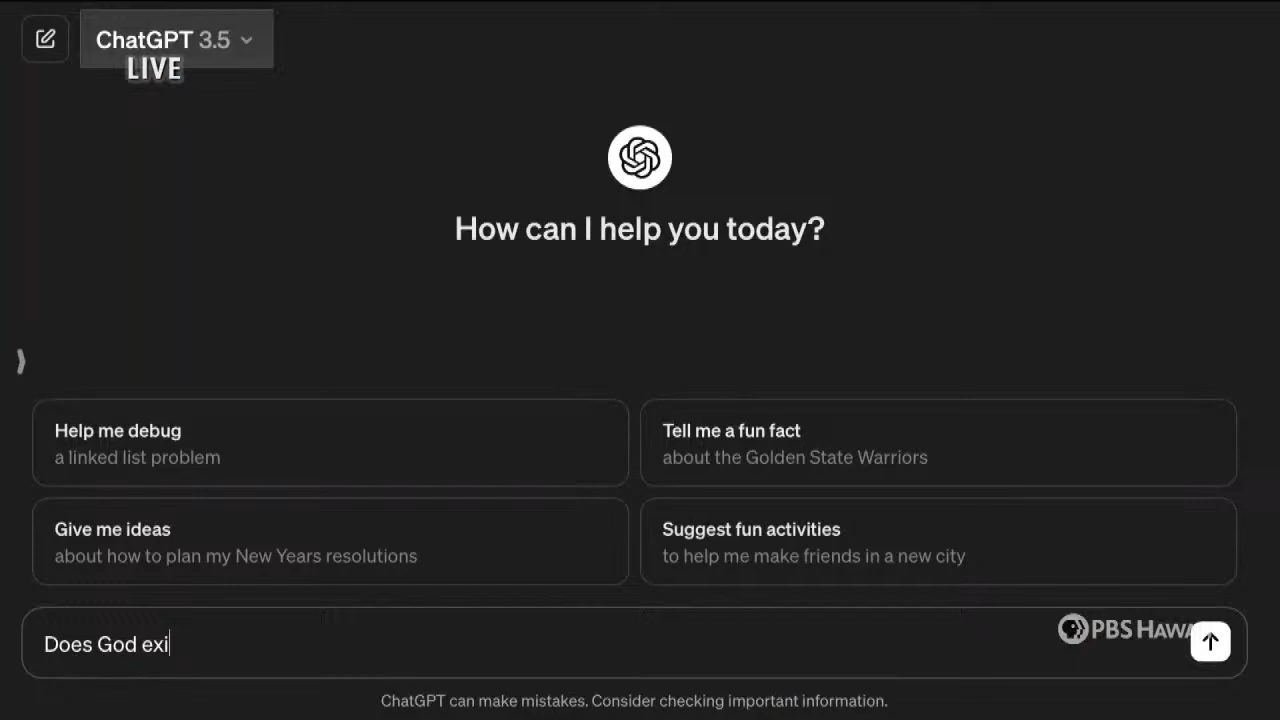 ChatGPT 3.5
LIVE
How can I help you today?
Help me debug
a linked list problem
Tell me a fun fact
about the Golden State Warriors
Give me ideas
about how to plan my New Years resolutions
Suggest fun activities
to help me make friends in a new city
Does God exi
PBS HAWA
ChatGPT can make mistakes. Consider checking important information.